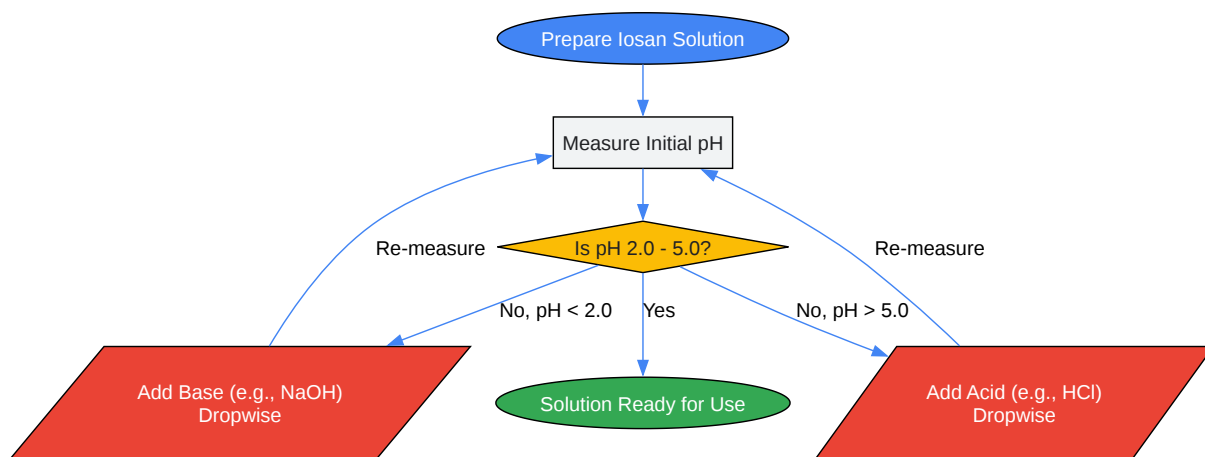 Prepare Iosan Solution
Measure Initial pH
Re-measure
Is pH 2.0 - 5.0?
Re-measure
No, pH < 2.0
Yes
No, pH > 5.0
Add Base (e.g., NaOH)
Dropwise
Solution Ready for Use
Add Acid (e.g., HCl)
Dropwise